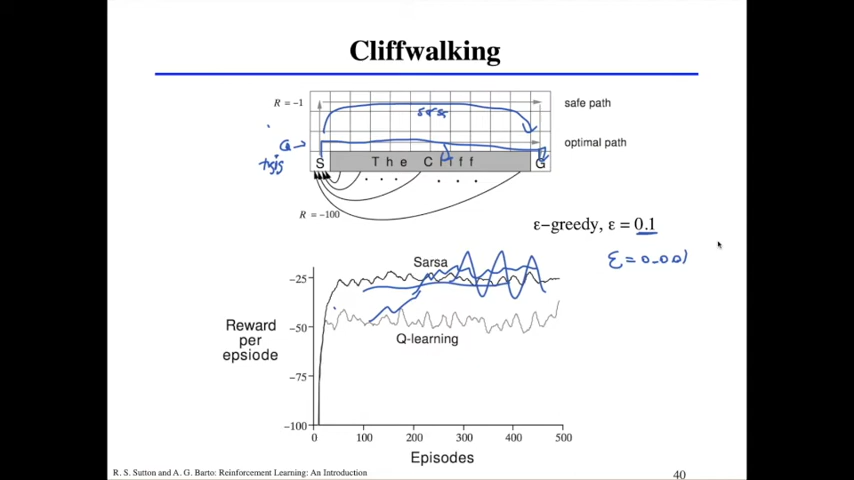 Cliffwalking
R = -1
safe path
optimal path
S
The Cliff
G
R = -100
ε-greedy, ε = 0.1
ε = 0.001
Sarsa
Q-learning
Reward
per
epsiode
-25
-50
-75
-100
0 100 200 300 400 500
Episodes
R. S. Sutton and A. G. Barto: Reinforcement Learning: An Introduction
40